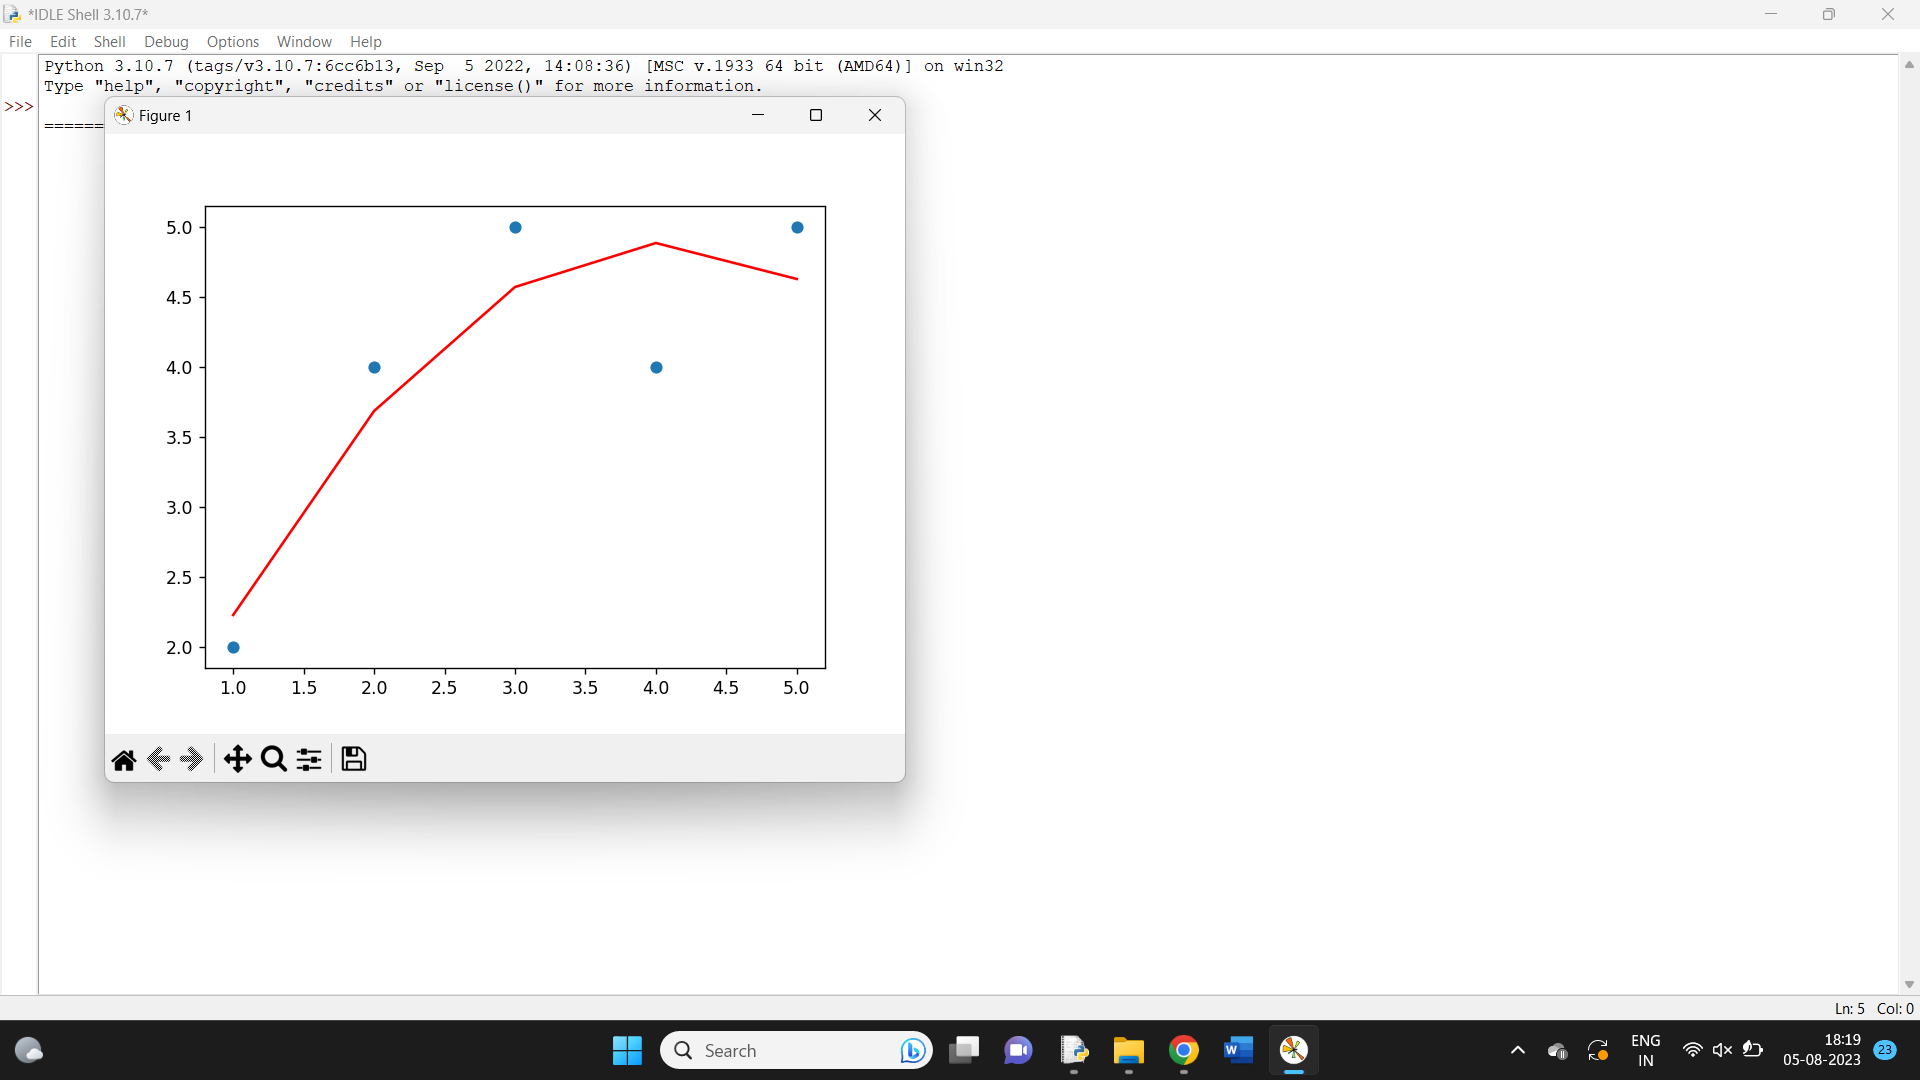 *IDLE Shell 3.10.7*
File Edit Shell Debug Options Window Help
Python 3.10.7 (tags/v3.10.7:6cc6b13, Sep  5 2022, 14:08:36) [MSC v.1933 64 bit (AMD64)] on win32
Type "help", "copyright", "credits" or "license()" for more information.
>>>
======
Figure 1
5.0
4.5
4.0
3.5
3.0
2.5
2.0
1.0 1.5 2.0 2.5 3.0 3.5 4.0 4.5 5.0
Ln: 5 Col: 0
Search
W
ENG
IN
18:19
05-08-2023
23